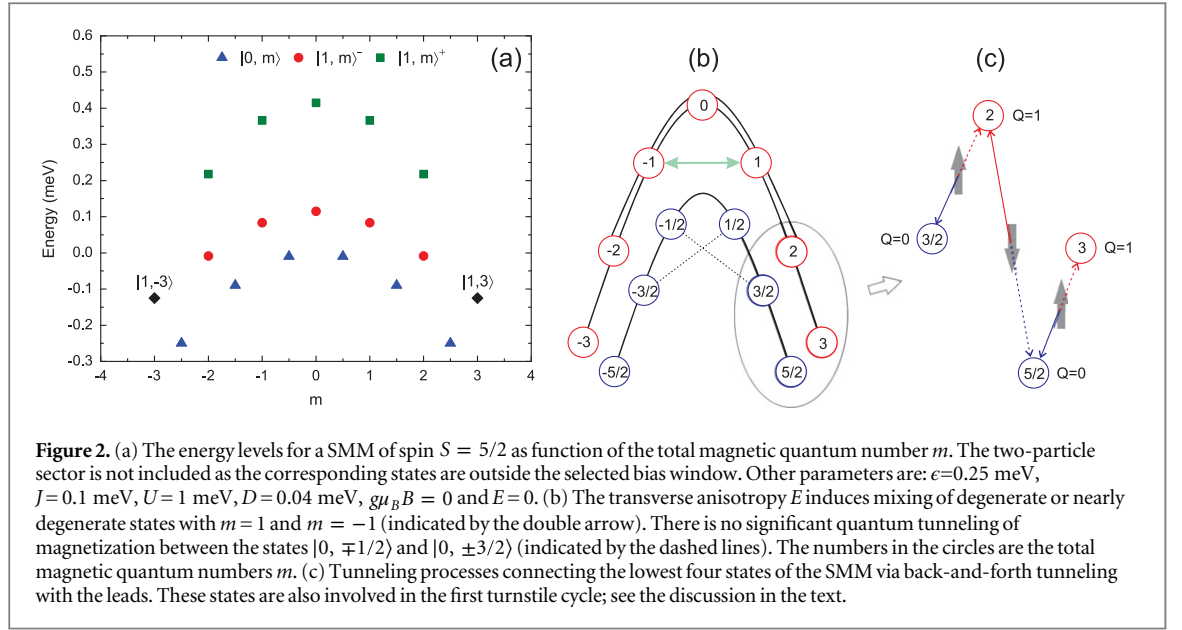 (a)
(b)
(c)
|0, m⟩ |1, m⟩⁻ |1, m⟩⁺
0.6
0.5
0.4
0.3
0.2
0.1
0.0
-0.1
-0.2
-0.3
Energy (meV)
|1,-3⟩
|1,3⟩
-4 -3 -2 -1 0 1 2 3 4
m
0
-1 1
-1/2 1/2
-2 2
-3/2 3/2
-3 3
-5/2 5/2
2 Q=1
Q=0 3/2
3 Q=1
5/2 Q=0
Figure 2. (a) The energy levels for a SMM of spin S = 5/2 as function of the total magnetic quantum number m. The two-particle
sector is not included as the corresponding states are outside the selected bias window. Other parameters are: ϵ=0.25 meV,
J = 0.1 meV, U = 1 meV, D = 0.04 meV, gμ_B B = 0 and E = 0. (b) The transverse anisotropy E induces mixing of degenerate or nearly
degenerate states with m = 1 and m = −1 (indicated by the double arrow). There is no significant quantum tunneling of
magnetization between the states |0, ∓1/2⟩ and |0, ±3/2⟩ (indicated by the dashed lines). The numbers in the circles are the total
magnetic quantum numbers m. (c) Tunneling processes connecting the lowest four states of the SMM via back-and-forth tunneling
with the leads. These states are also involved in the first turnstile cycle; see the discussion in the text.